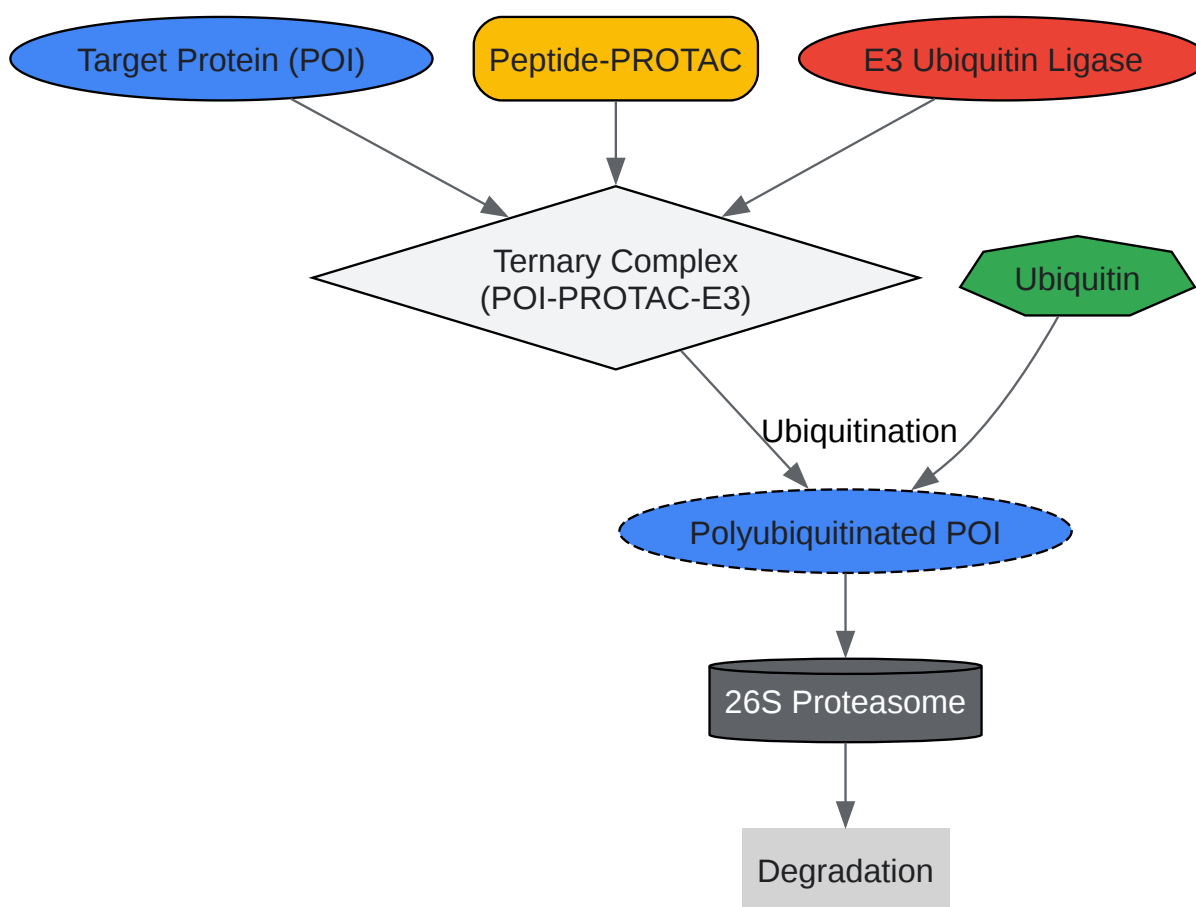 Target Protein (POI)
Peptide-PROTAC
E3 Ubiquitin Ligase
Ternary Complex
(POI-PROTAC-E3)
Ubiquitin
Ubiquitination
Polyubiquitinated POI
26S Proteasome
Degradation